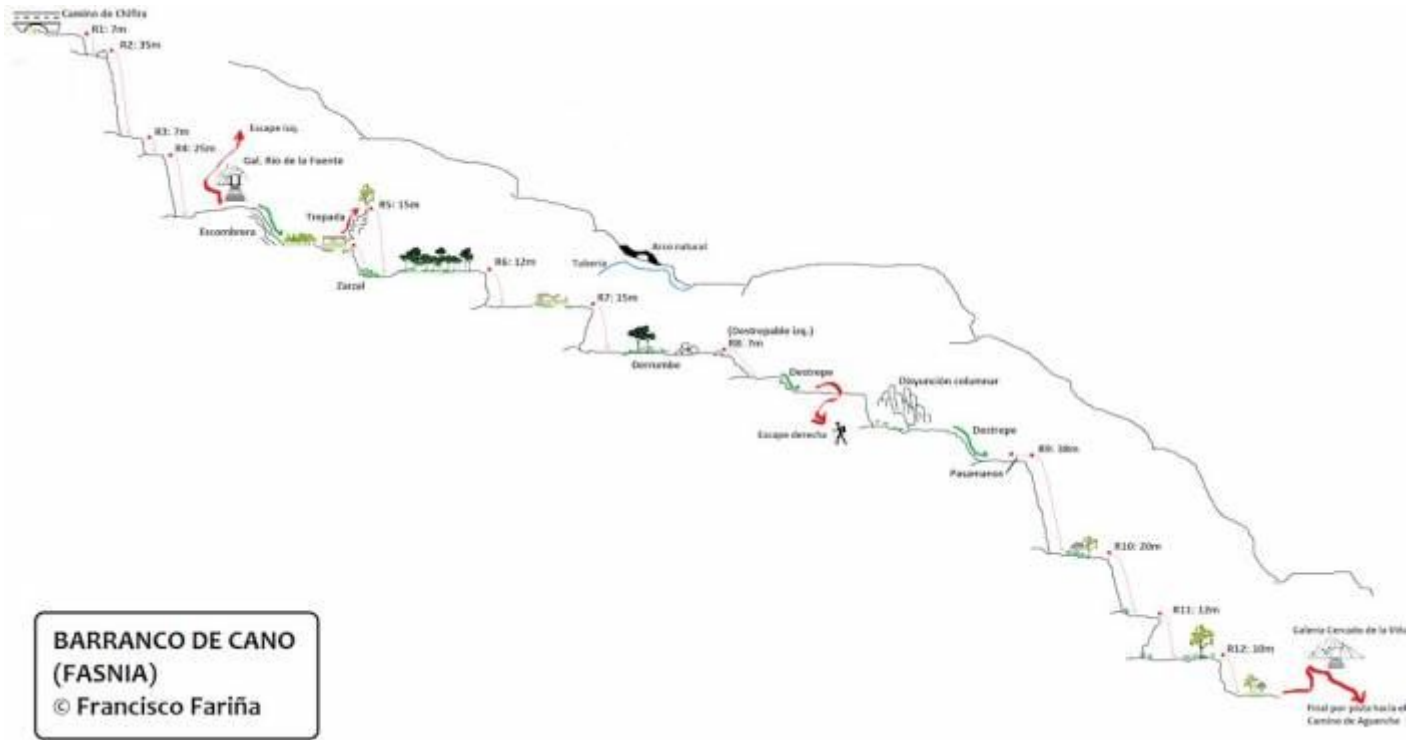 Camino de Chifira
R1: 7m
R2: 35m
R3: 7m
R4: 25m
Escape izq.
Gal. Rio de la Fuente
Escombrera
Trepada
R5: 15m
Zarzal
R6: 12m
Arco natural
Tubería
R7: 15m
(Destrepable izq.)
R8: 7m
Derrumbe
Destrepe
Disyunción columnar
Escape derecha
Destrepe
Pasamanos
R9: 38m
R10: 20m
R11: 13m
R12: 10m
Galería Cercado de la Viña
Final por pista hacia el
Camino de Aguerche
BARRANCO DE CANO
(FASNIA)
© Francisco Fariña